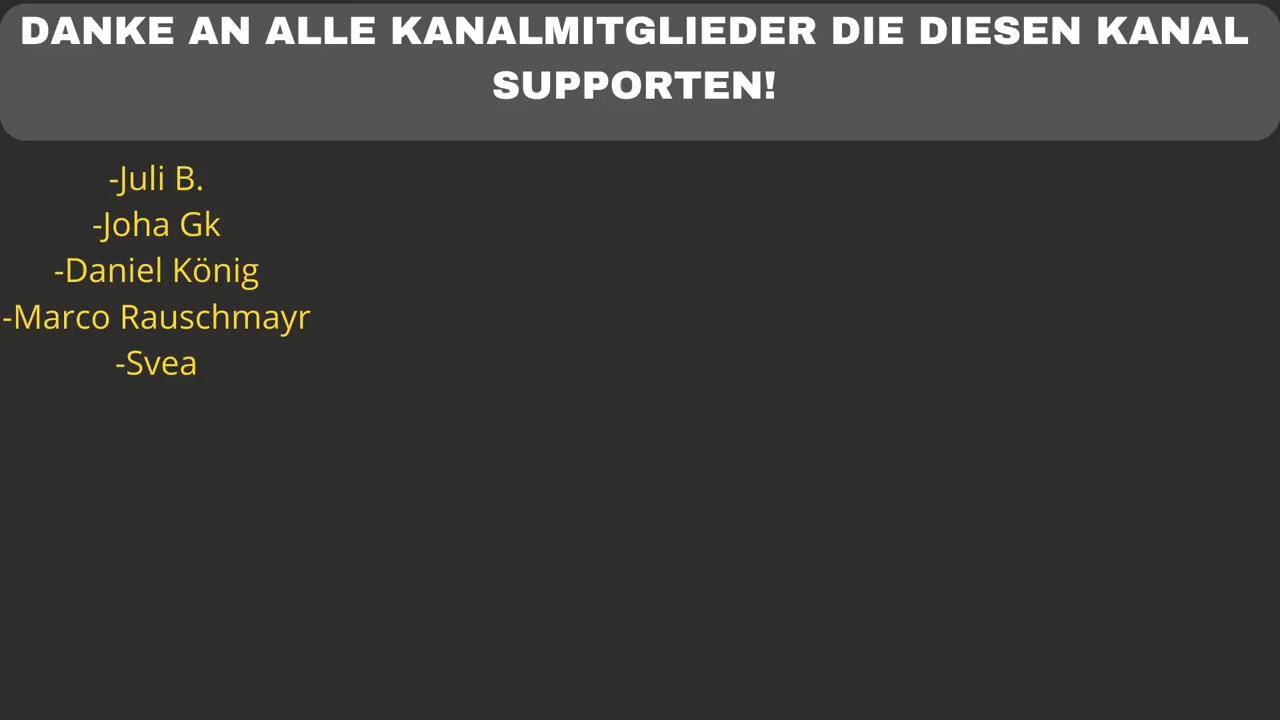 DANKE AN ALLE KANALMITGLIEDER DIE DIESEN KANAL
SUPPORTEN!
-Juli B.
-Joha Gk
-Daniel König
-Marco Rauschmayr
-Svea